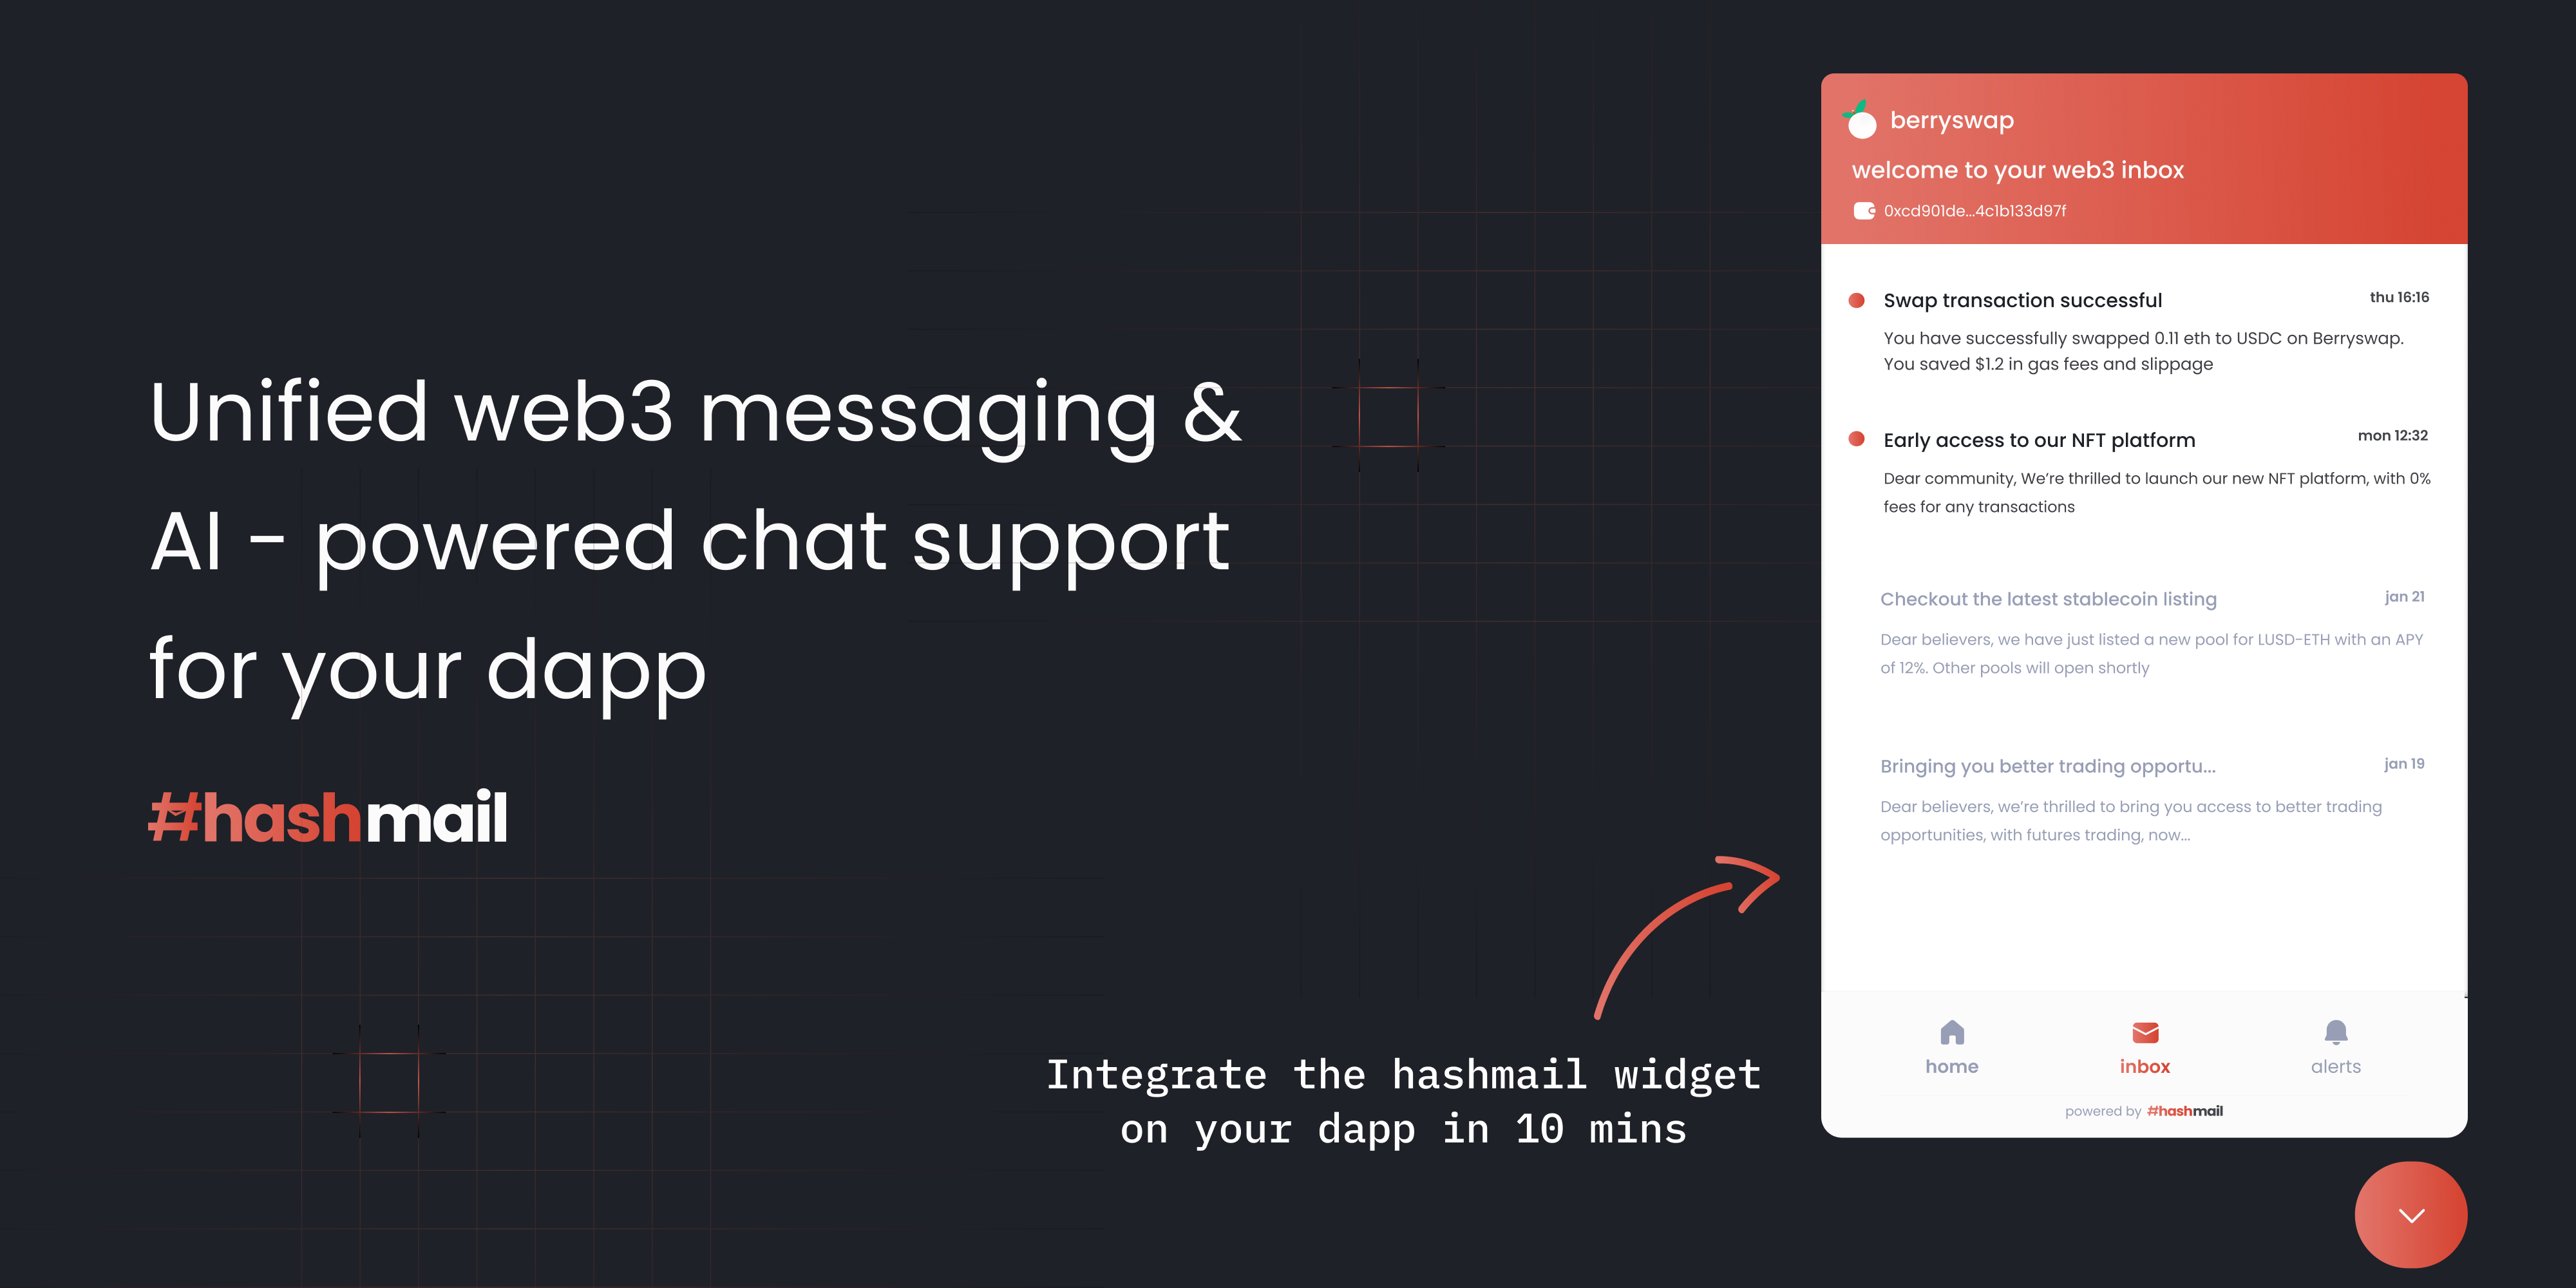 Unified web3 messaging &
AI - powered chat support
for your dapp
#hashmail
Integrate the hashmail widget
on your dapp in 10 mins
berryswap
welcome to your web3 inbox
0xcd901de...4c1b133d97f
Swap transaction successful
thu 16:16
You have successfully swapped 0.11 eth to USDC on Berryswap.
You saved $1.2 in gas fees and slippage
Early access to our NFT platform
mon 12:32
Dear community, We’re thrilled to launch our new NFT platform, with 0%
fees for any transactions
Checkout the latest stablecoin listing
jan 21
Dear believers, we have just listed a new pool for LUSD-ETH with an APY
of 12%. Other pools will open shortly
Bringing you better trading opportu...
jan 19
Dear believers, we’re thrilled to bring you access to better trading
opportunities, with futures trading, now...
home
inbox
alerts
powered by #hashmail